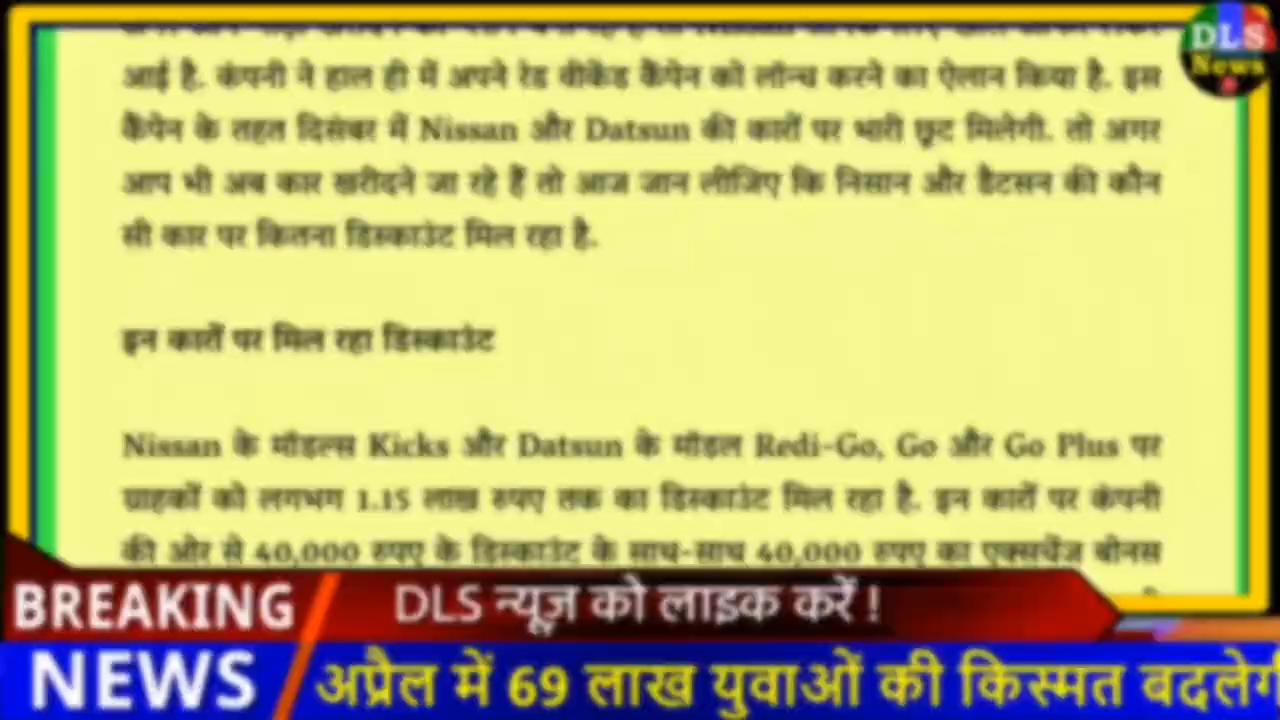 DLS
News
आई है. कंपनी ने हाल ही में अपने रेड वीकेंड कैंपेन को लॉन्च करने का ऐलान किया है. इस
कैंपेन के तहत दिसंबर में Nissan और Datsun की कारों पर भारी छूट मिलेगी. तो अगर
आप भी अब कार खरीदने जा रहे हैं तो आज जान लीजिए कि निसान और डैटसन की कौन
सी कार पर कितना डिस्काउंट मिल रहा है.
इन कारों पर मिल रहा डिस्काउंट
Nissan के मॉडल्स Kicks और Datsun के मॉडल Redi-Go, Go और Go Plus पर
ग्राहकों को लगभग 1.15 लाख रुपए तक का डिस्काउंट मिल रहा है. इन कारों पर कंपनी
की ओर से 40,000 रुपए के डिस्काउंट के साथ-साथ 40,000 रुपए का एक्सचेंज बोनस
BREAKING
DLS न्यूज़ को लाइक करें !
NEWS
अप्रैल में 69 लाख युवाओं की किस्मत बदलेगी